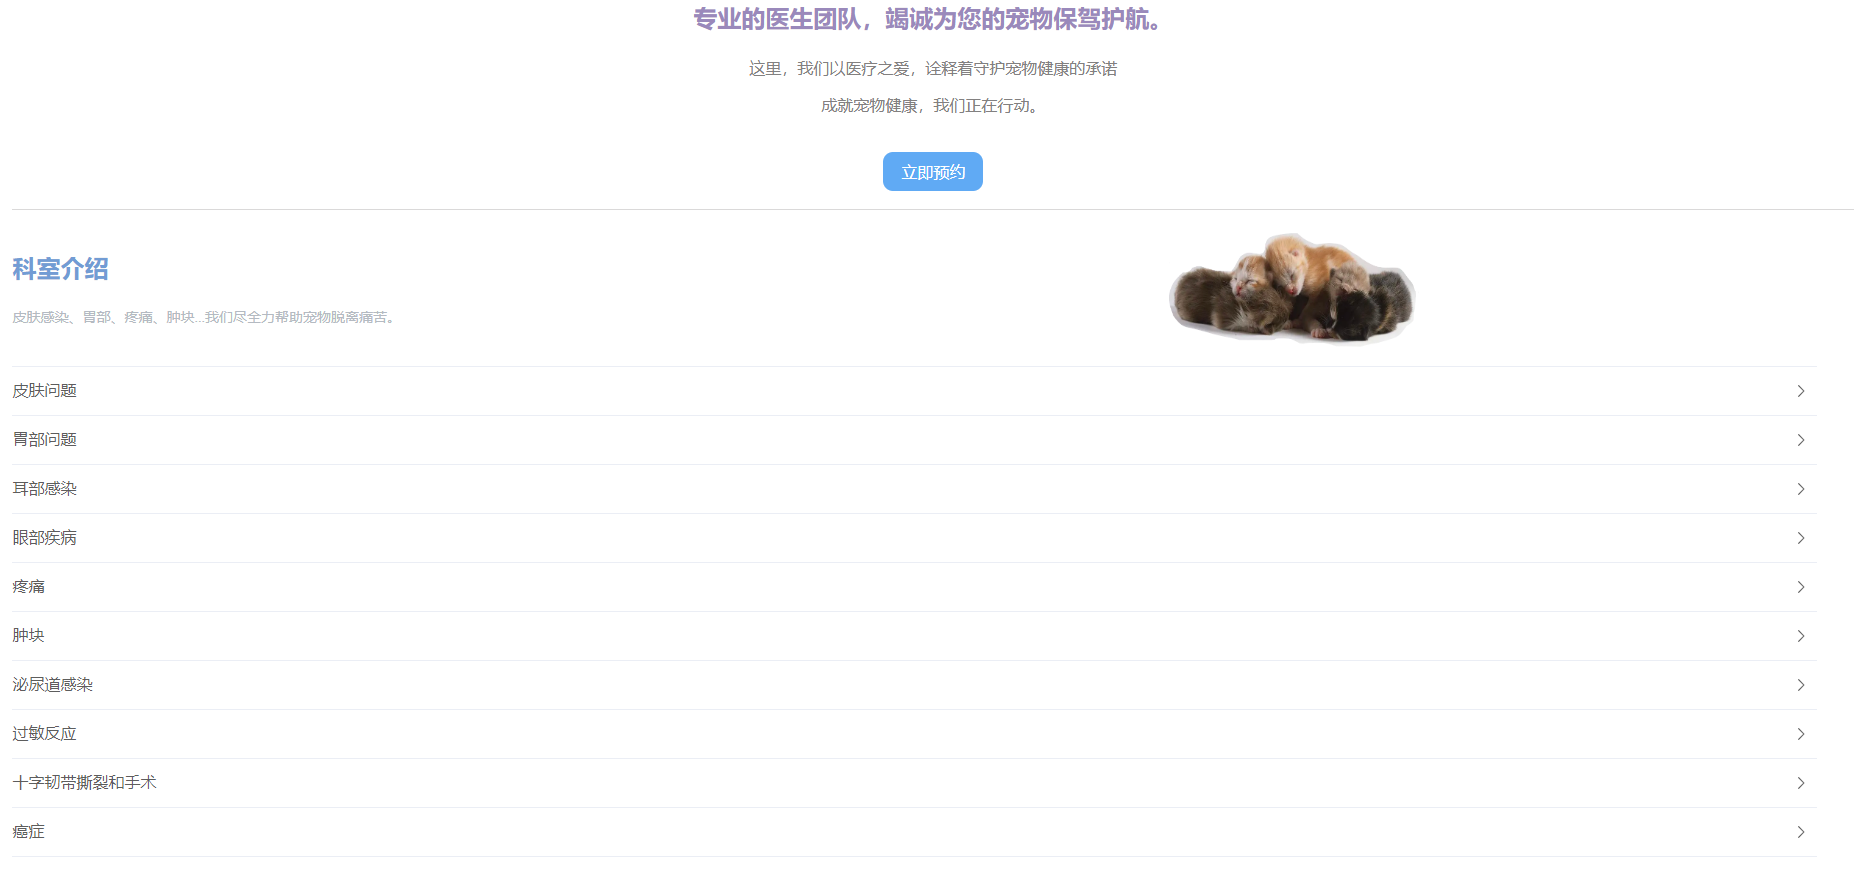 专业的医生团队，竭诚为您的宠物保驾护航。
这里，我们以医疗之爱，诠释着守护宠物健康的承诺
成就宠物健康，我们正在行动。
立即预约
科室介绍
皮肤感染、胃部、疼痛、肿块...我们尽全力帮助宠物脱离痛苦。
皮肤问题
胃部问题
耳部感染
眼部疾病
疼痛
肿块
泌尿道感染
过敏反应
十字韧带撕裂和手术
癌症